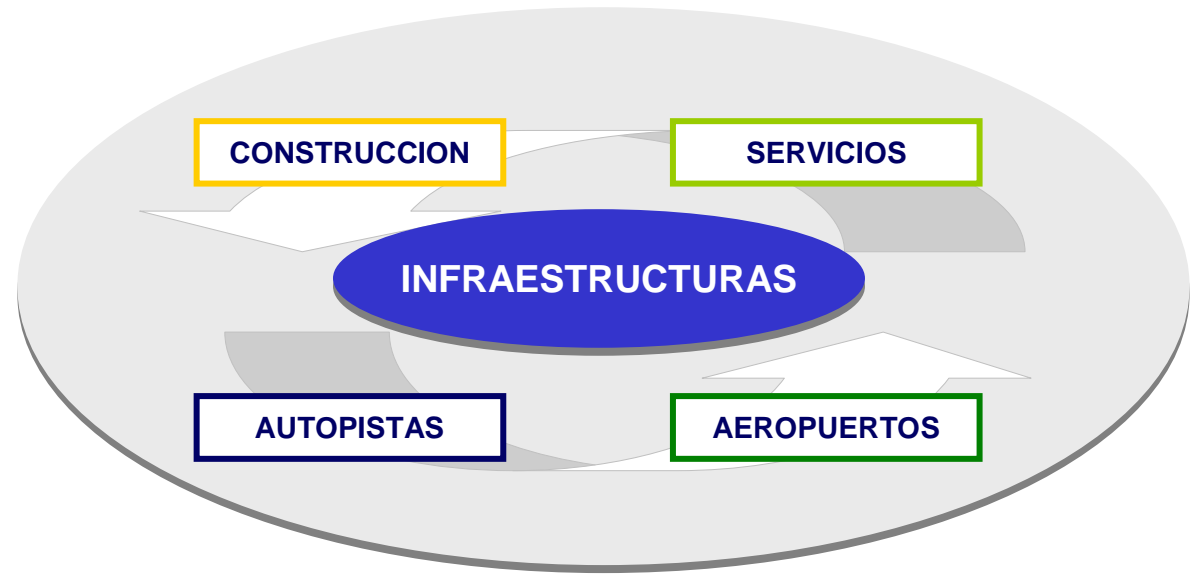 CONSTRUCCION
SERVICIOS
INFRAESTRUCTURAS
AUTOPISTAS
AEROPUERTOS